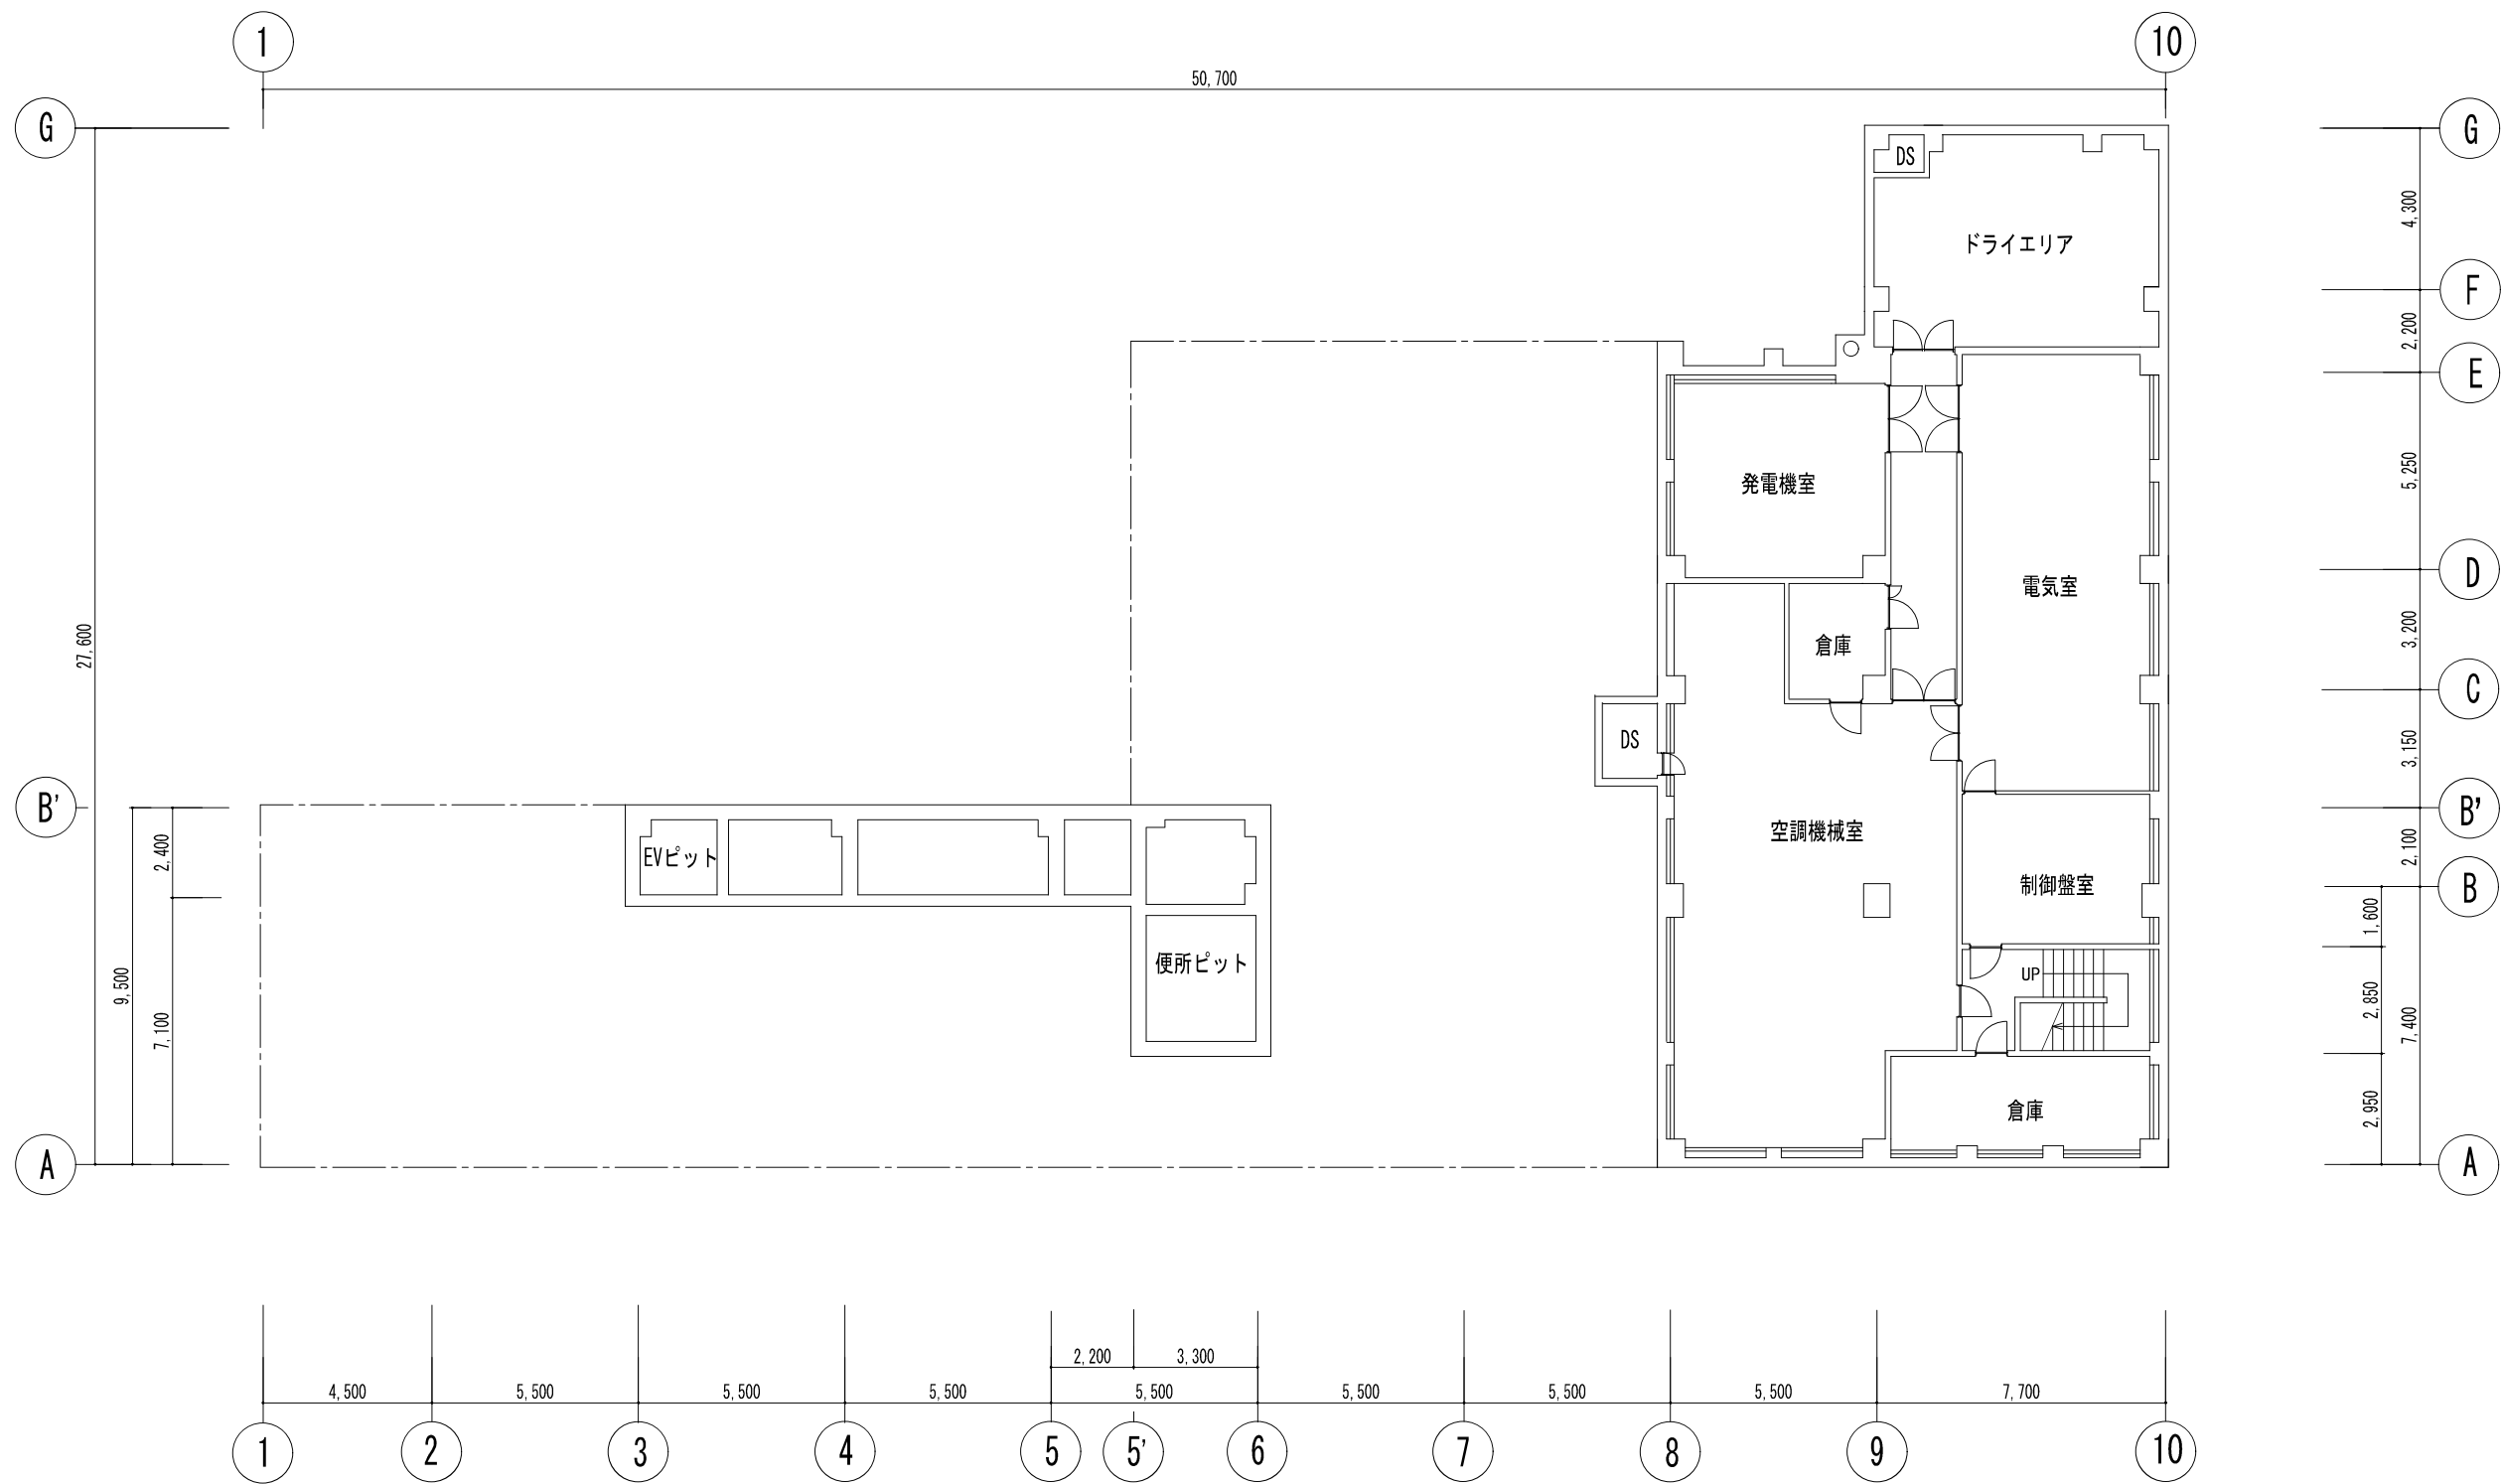 1
10
50,700
G
G
DS
4,300
ドライエリア
F
2,200
E
5,250
発電機室
D
電気室
27,600
3,200
倉庫
C
DS
3,150
B'
B'
2,400
EVピット
空調機械室
2,100
制御盤室
B
1,600
便所ピット
UP
9,500
2,850
7,100
7,400
倉庫
2,950
A
A
2,200
3,300
4,500
5,500
5,500
5,500
5,500
5,500
5,500
5,500
7,700
1
2
3
4
5
5'
6
7
8
9
10